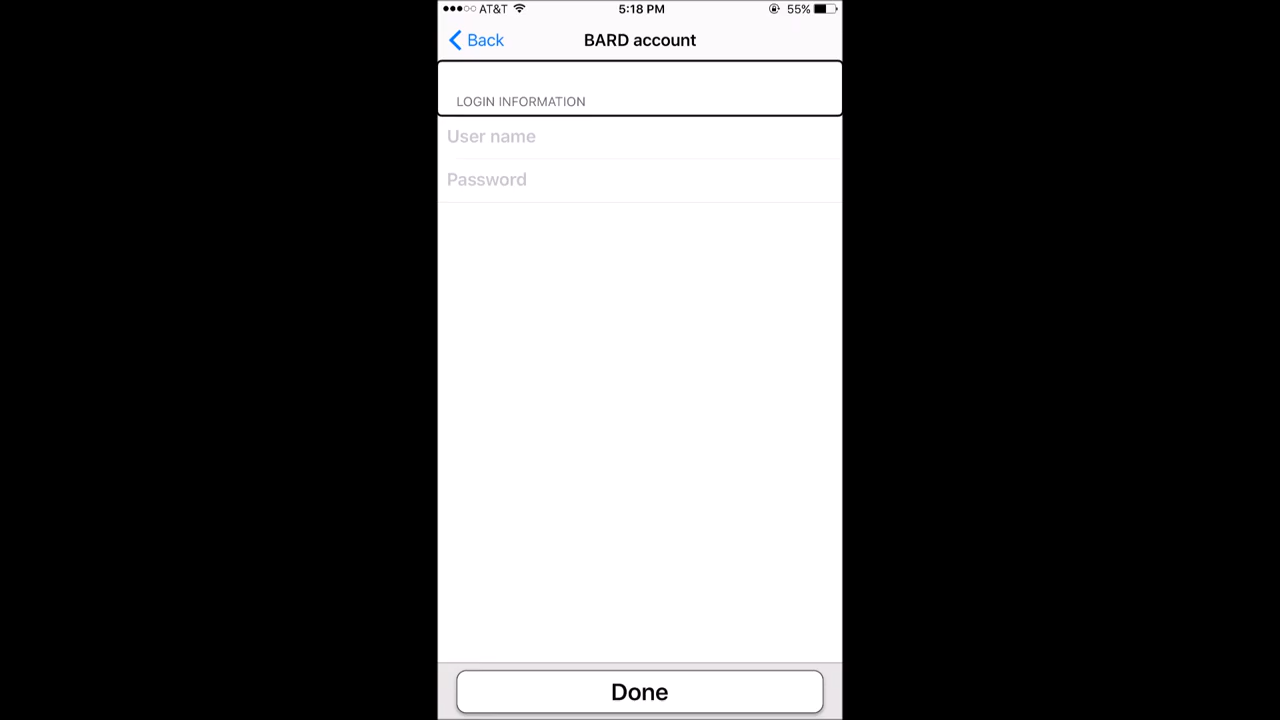 AT&T 5:18 PM 55%
Back BARD account
LOGIN INFORMATION
User name
Password
Done